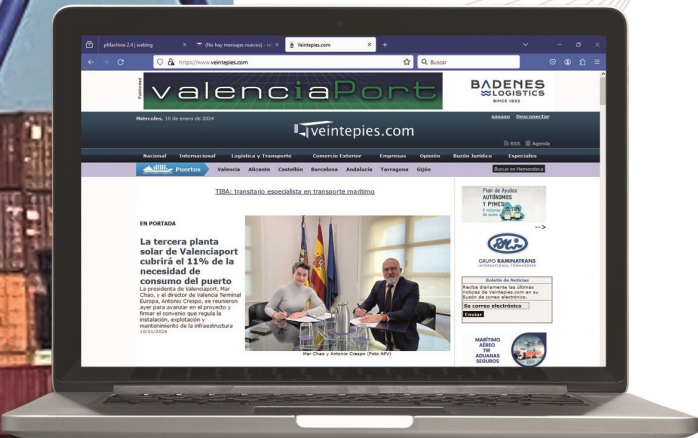 pMachine 2.4 | weblog
(No hay mensajes nuevos) -
Veintepies.com
https://www.veintepies.com
Buscar
Publicidad
valenciaPort
BADENES
LOGISTICS
SINCE 1893
Miércoles, 10 de enero de 2024
veintepies.com
sasano Desconectar
RSS Agenda
Nacional Internacional Logística y Transporte Comercio Exterior Empresas Opinión Buzón Jurídico Especiales
Puertos Valencia Alicante Castellón Barcelona Andalucía Tarragona Gijón
Buscar en Hemeroteca
TIBA: transitario especialista en transporte marítimo
Plan de Ayudas
AUTÓNOMOS
Y PYMES
-->
EN PORTADA
La tercera planta
solar de Valenciaport
cubrirá el 11% de la
necesidad de
consumo del puerto
La presidenta de Valenciaport, Mar
Chao, y el director de Valencia Terminal
Europa, Antonio Crespo, se reunieron
ayer para avanzar en el proyecto y
firmar el convenio que regula la
instalación, explotación y
mantenimiento de la infraestructura
10/01/2024
Mar Chao y Antonio Crespo (Foto APV)
GRUPO RAMINATRANS
INTERNATIONAL FORWARDERS
Boletín de Noticias
Reciba diariamente las últimas
noticias de Veintepies.com en su
buzón de correo electrónico.
Su correo electrónico
Enviar
MARÍTIMO
AÉREO
TIR
ADUANAS
SEGUROS